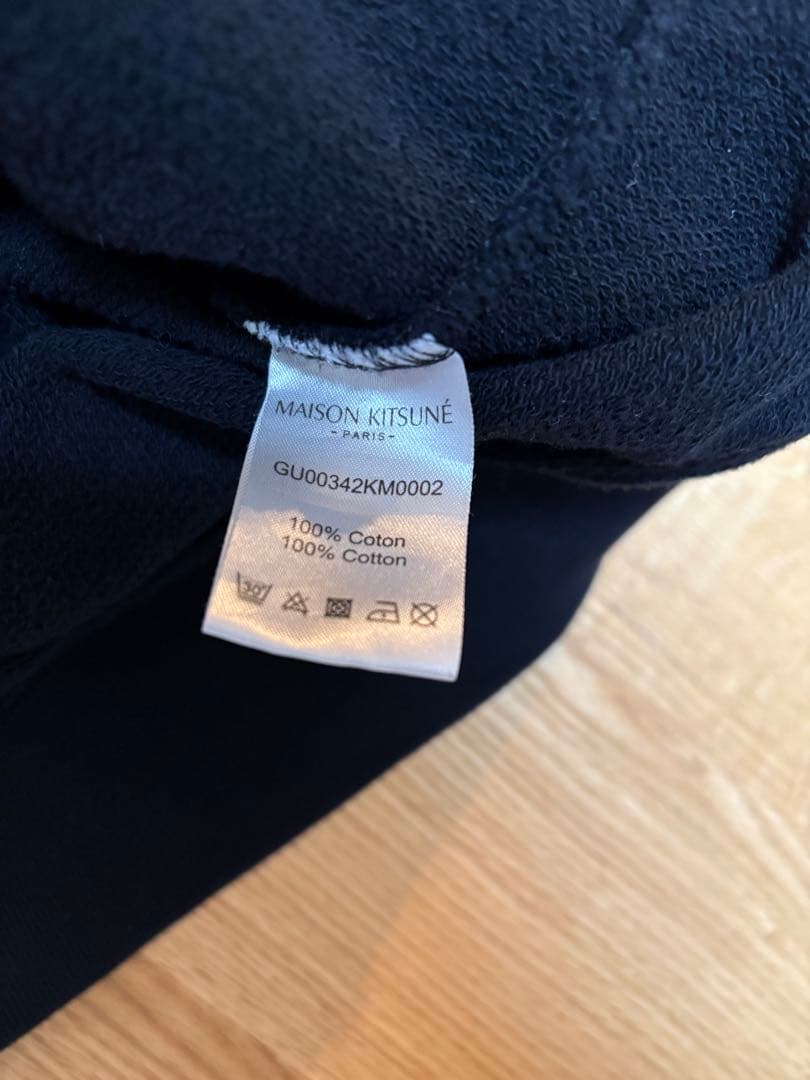 MAISON KITSUNÉ
- PARIS -
GU00342KM0002
100% Coton
100% Cotton
30°